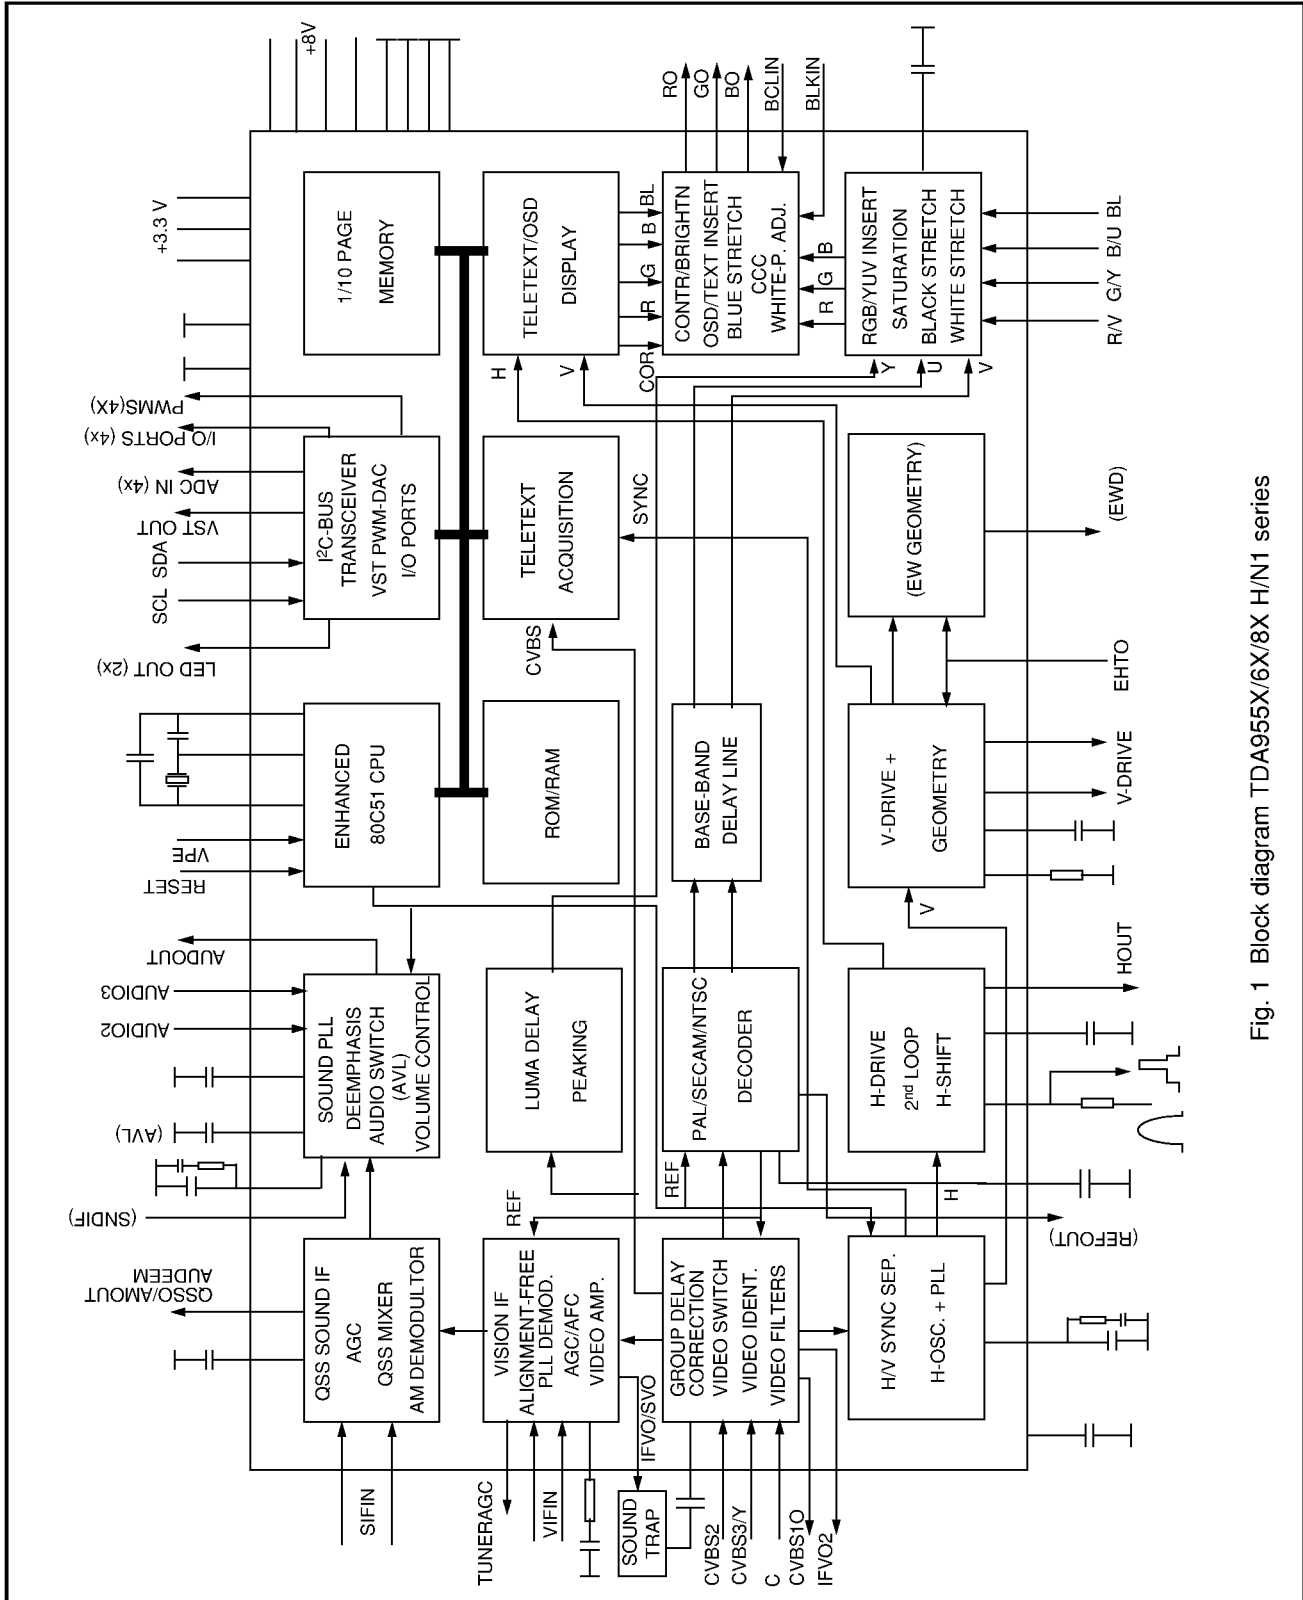 +8V
+3.3 V
PWMS(4X)
I/O PORTS (4x)
ADC IN (4x)
VST OUT
SCL SDA
LED OUT (2x)
VPE
RESET
AUDOUT
AUDIO3
AUDIO2
(AVL)
(SNDIF)
QSSO/AMOUT
AUDEEM
1/10 PAGE
MEMORY
I²C-BUS
TRANSCEIVER
VST PWM-DAC
I/O PORTS
ENHANCED
80C51 CPU
SOUND PLL
DEEMPHASIS
AUDIO SWITCH
(AVL)
VOLUME CONTROL
QSS SOUND IF
AGC
QSS MIXER
AM DEMODULTOR
SIFIN
TELETEXT/OSD
DISPLAY
H
V
TELETEXT
ACQUISITION
CVBS
SYNC
ROM/RAM
LUMA DELAY
PEAKING
REF
VISION IF
ALIGNMENT-FREE
PLL DEMOD.
AGC/AFC
VIDEO AMP.
TUNERAGC
VIFIN
IFVO/SVO
SOUND
TRAP
COR R G B BL
CONTR/BRIGHTN
OSD/TEXT INSERT
BLUE STRETCH
CCC
WHITE-P. ADJ.
RO
GO
BO
BCLIN
BLKIN
R G B
BASE-BAND
DELAY LINE
PAL/SECAM/NTSC
DECODER
REF
GROUP DELAY
CORRECTION
VIDEO SWITCH
VIDEO IDENT.
VIDEO FILTERS
CVBS2
CVBS3/Y
C
CVBS1O
IFVO2
RGB/YUV INSERT
SATURATION
BLACK STRETCH
WHITE STRETCH
Y
U
V
R/V G/Y B/U BL
(EW GEOMETRY)
(EWD)
V-DRIVE +
GEOMETRY
EHTO
V-DRIVE
V
H-DRIVE
2nd LOOP
H-SHIFT
HOUT
H
(REFOUT)
H/V SYNC SEP.
H-OSC. + PLL
Fig. 1 Block diagram TDA955X/6X/8X H/N1 series